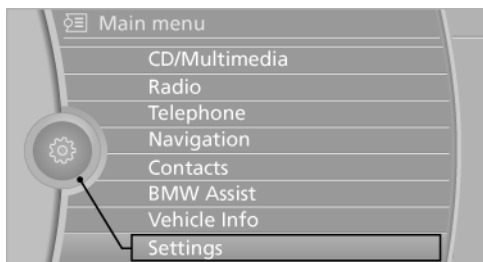 Main menu
CD/Multimedia
Radio
Telephone
Navigation
Contacts
BMW Assist
Vehicle Info
Settings